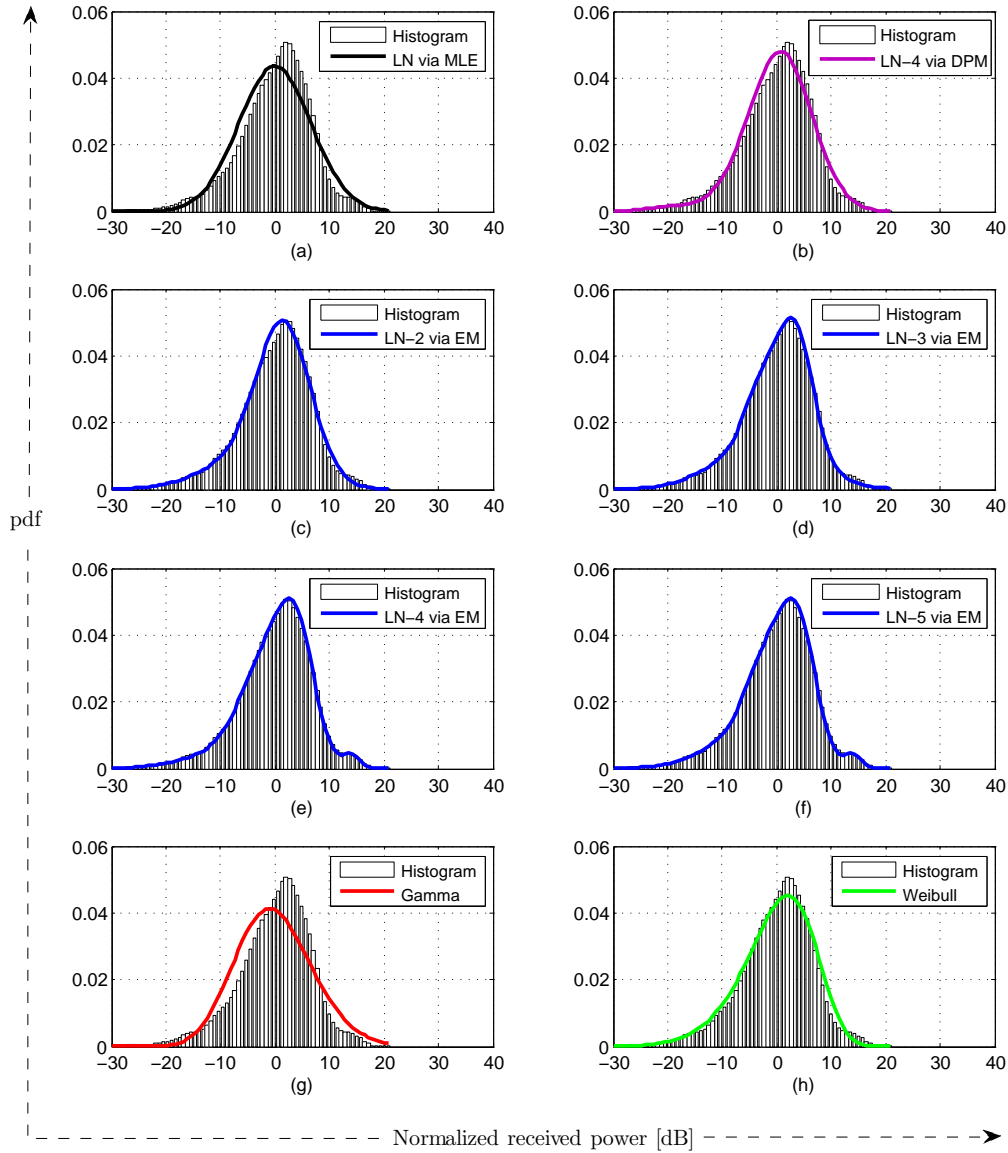 0.06
0.04
0.02
0
−30 −20 −10 0 10 20 30 40
Histogram
LN via MLE
(a)
0.06
0.04
0.02
0
−30 −20 −10 0 10 20 30 40
Histogram
LN−4 via DPM
(b)
0.06
0.04
0.02
0
−30 −20 −10 0 10 20 30 40
Histogram
LN−2 via EM
(c)
0.06
0.04
0.02
0
−30 −20 −10 0 10 20 30 40
Histogram
LN−3 via EM
(d)
pdf
0.06
0.04
0.02
0
−30 −20 −10 0 10 20 30 40
Histogram
LN−4 via EM
(e)
0.06
0.04
0.02
0
−30 −20 −10 0 10 20 30 40
Histogram
LN−5 via EM
(f)
0.06
0.04
0.02
0
−30 −20 −10 0 10 20 30 40
Histogram
Gamma
(g)
0.06
0.04
0.02
0
−30 −20 −10 0 10 20 30 40
Histogram
Weibull
(h)
Normalized received power [dB]